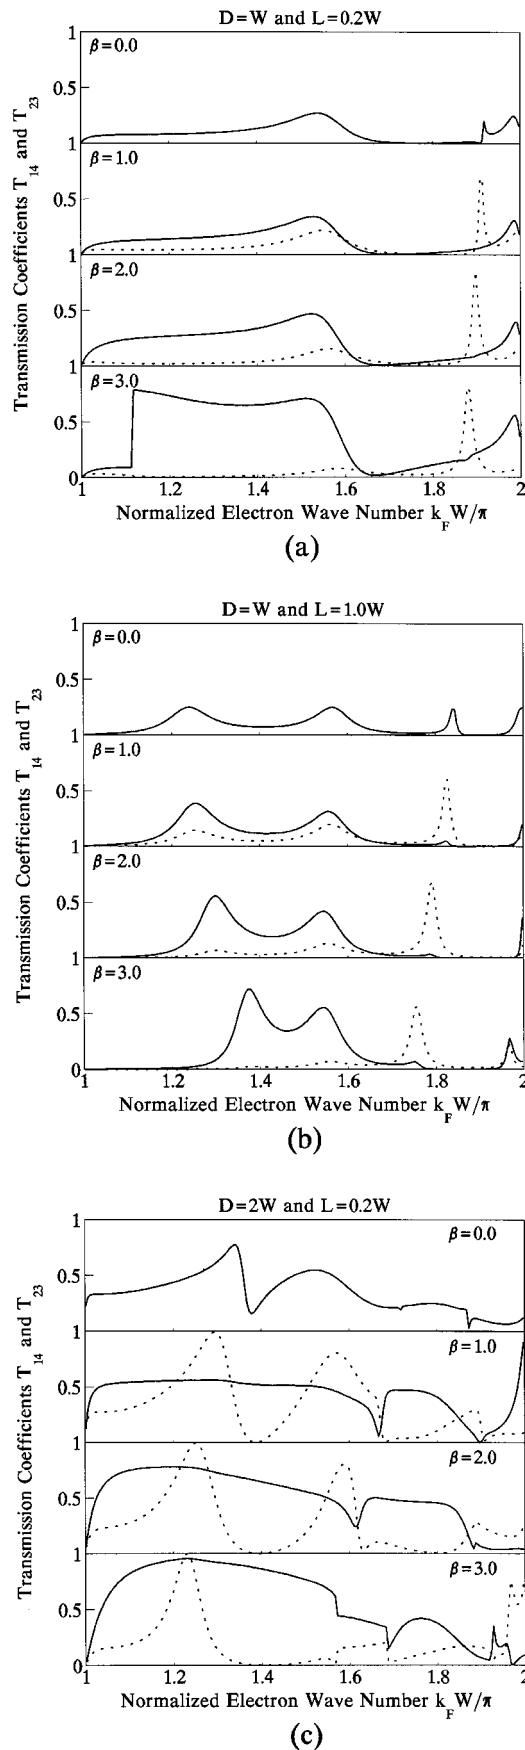 D=W and L=0.2W
Transmission Coefficients T14 and T23
1
β=0.0
0.5
1
β=1.0
0.5
1
β=2.0
0.5
1
β=3.0
0.5
0
1 1.2 1.4 1.6 1.8 2
Normalized Electron Wave Number kF W/π
(a)
D=W and L=1.0W
Transmission Coefficients T14 and T23
1
β=0.0
0.5
1
β=1.0
0.5
1
β=2.0
0.5
1
β=3.0
0.5
0
1 1.2 1.4 1.6 1.8 2
Normalized Electron Wave Number kF W/π
(b)
D=2W and L=0.2W
Transmission Coefficients T14 and T23
1
β=0.0
0.5
1
β=1.0
0.5
1
β=2.0
0.5
1
β=3.0
0.5
0
1 1.2 1.4 1.6 1.8 2
Normalized Electron Wave Number kF W/π
(c)